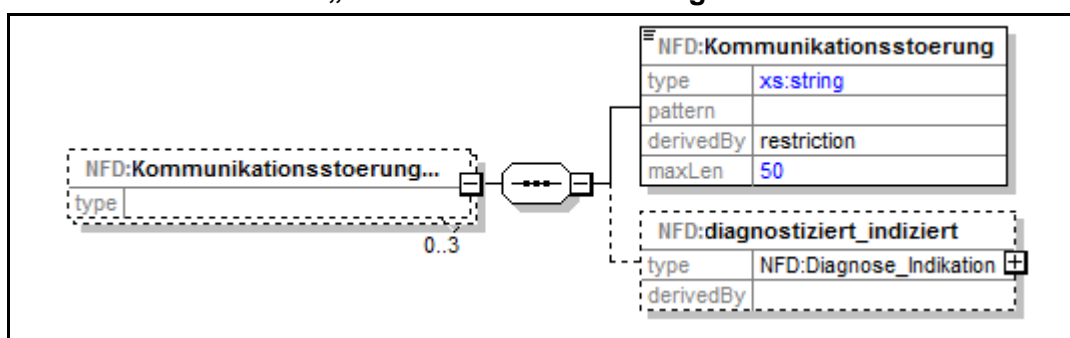 NFD:Kommunikationsstoerung
type xs:string
pattern
derivedBy restriction
maxLen 50
NFD:Kommunikationsstoerung...
type
0..3
NFD:diagnostiziert_indiziert
type NFD:Diagnose_Indikation
derivedBy